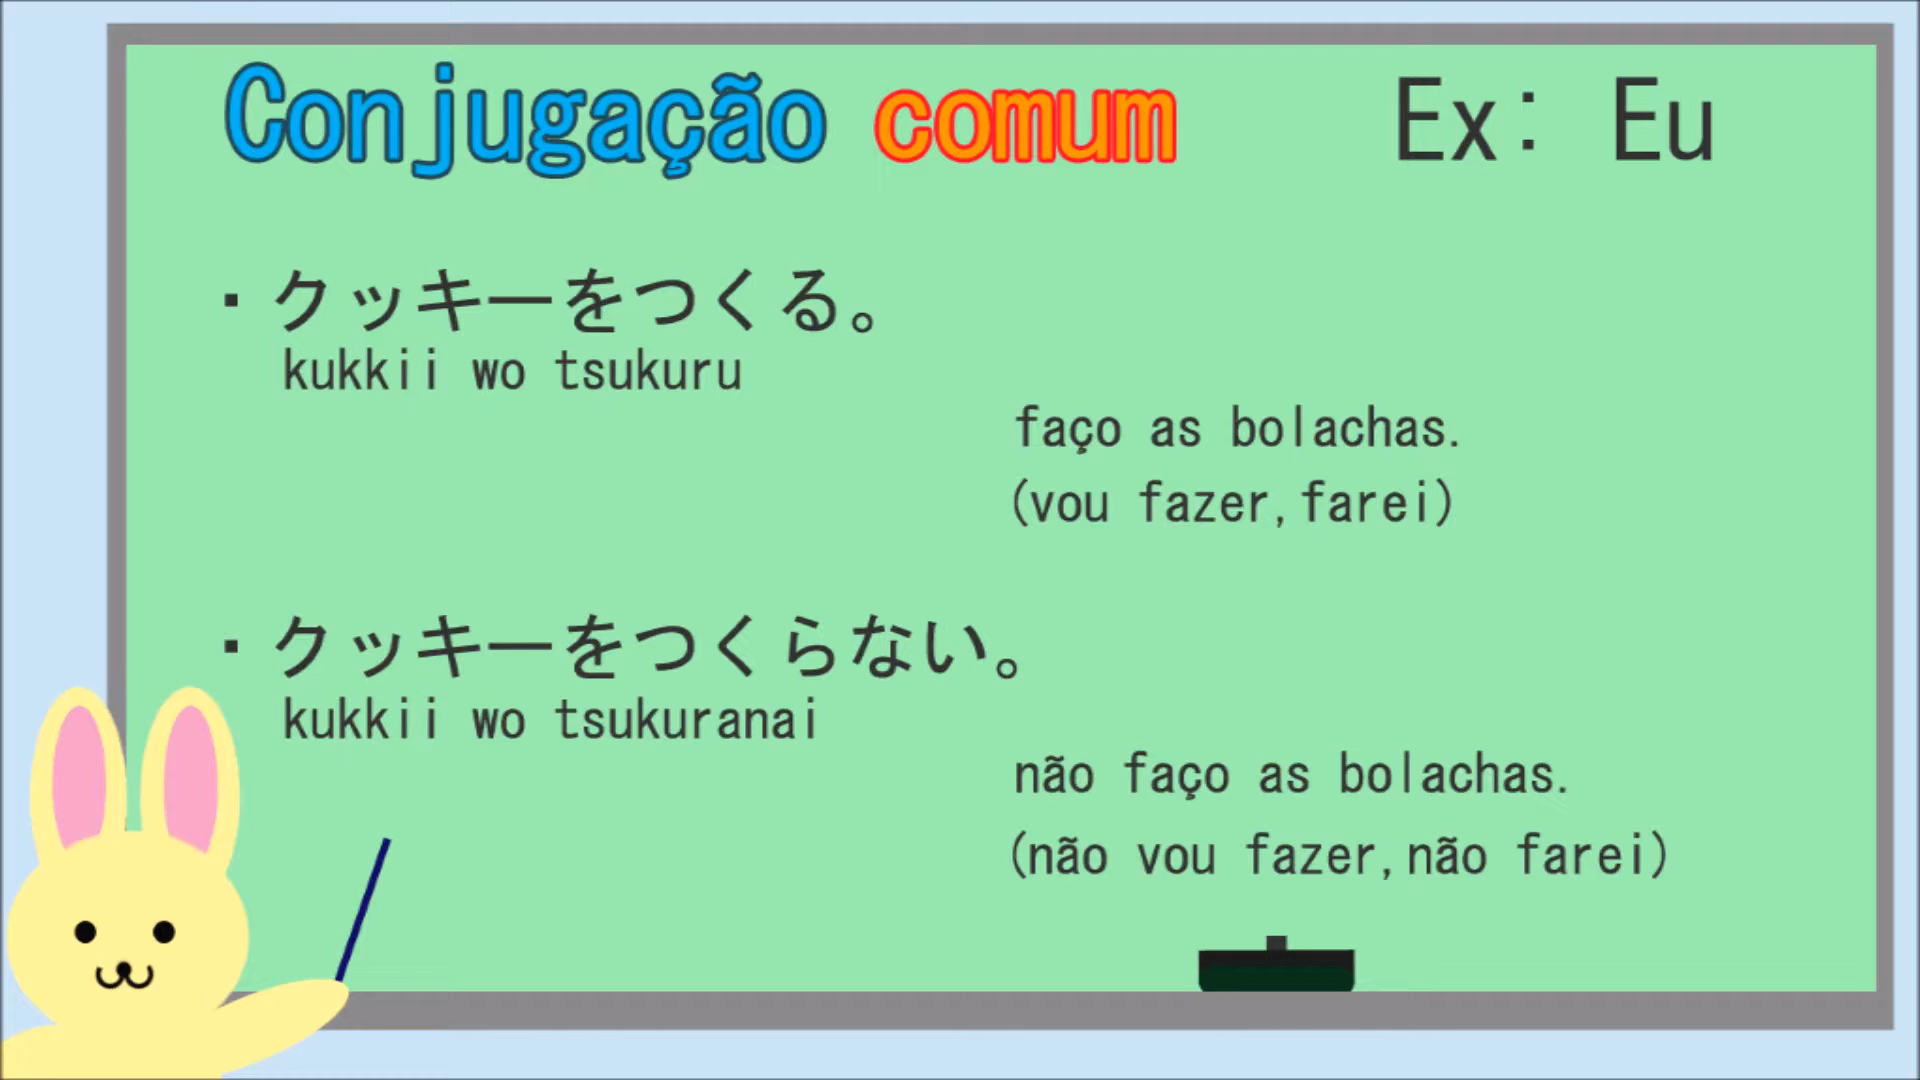 Conjugação comum Ex: Eu
・クッキーをつくる。
kukkii wo tsukuru
faço as bolachas.
(vou fazer,farei)
・クッキーをつくらない。
kukkii wo tsukuranai
não faço as bolachas.
(não vou fazer,não farei)